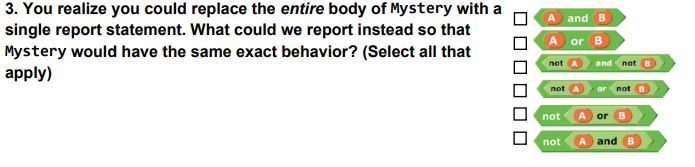 3. You realize you could replace the entire body of Mystery with a
single report statement. What could we report instead so that
Mystery would have the same exact behavior? (Select all that
apply)
A and B
A or B
not A and not B
not A or not B
not A or B
not A and B